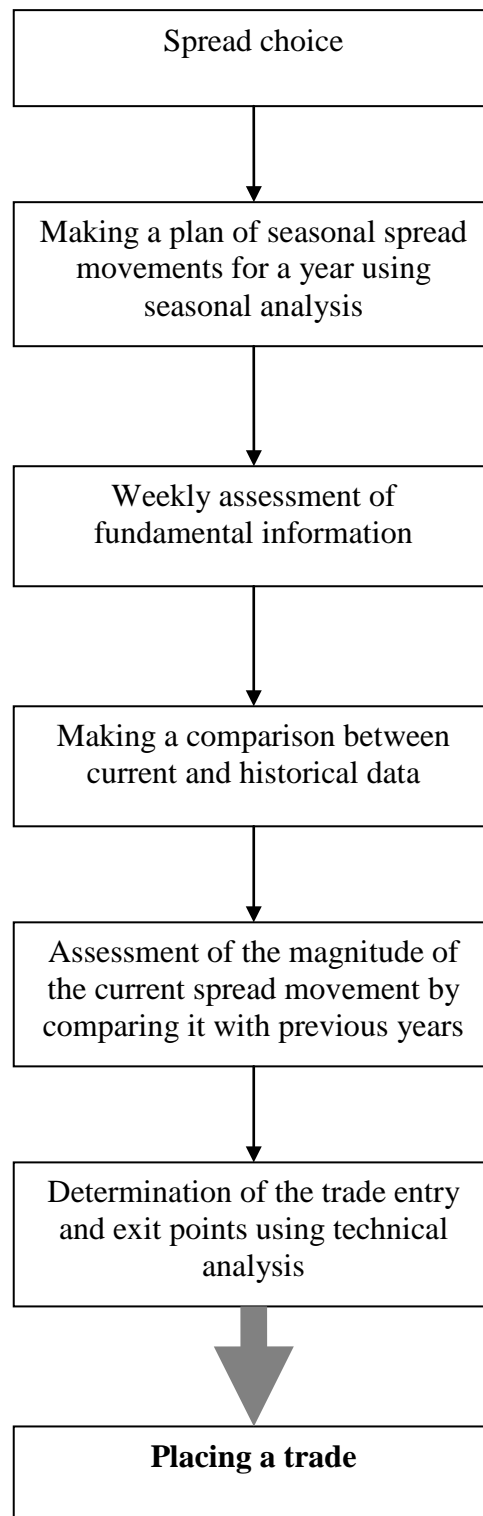 Spread choice
Making a plan of seasonal spread
movements for a year using
seasonal analysis
Weekly assessment of
fundamental information
Making a comparison between
current and historical data
Assessment of the magnitude of
the current spread movement by
comparing it with previous years
Determination of the trade entry
and exit points using technical
analysis
Placing a trade